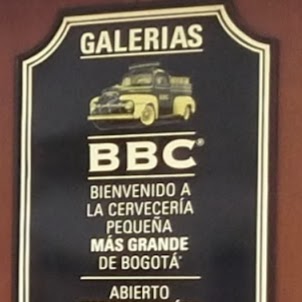 GALERIAS
BBC®
BIENVENIDO A
LA CERVECERÍA
PEQUEÑA
MÁS GRANDE
DE BOGOTÁ*
ABIERTO